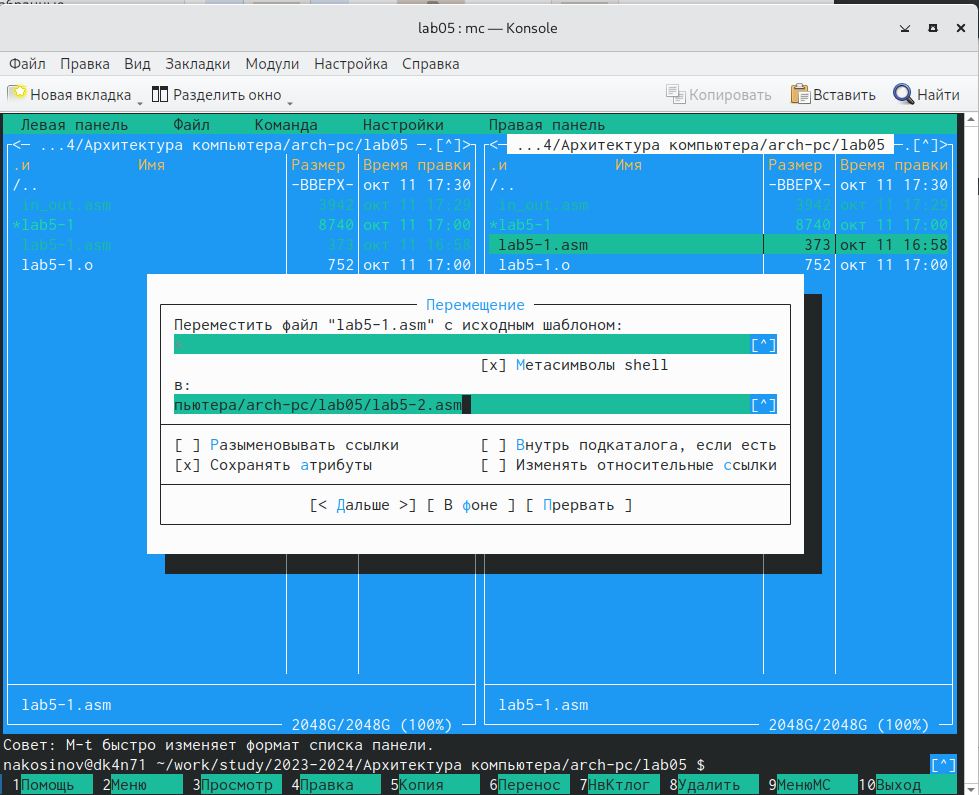 lab05 : mc — Konsole
Файл Правка Вид Закладки Модули Настройка Справка
Новая вкладка Разделить окно Копировать Вставить Найти
Левая панель Файл Команда Настройки Правая панель
<— ...4/Архитектура компьютера/arch-pc/lab05 —.[^]> <— ...4/Архитектура компьютера/arch-pc/lab05 —.[^]>
.и Имя Размер Время правки .и Имя Размер Время правки
/.. -ВВЕРХ- окт 11 17:30 /.. -ВВЕРХ- окт 11 17:30
in_out.asm 3942 окт 11 17:29 in_out.asm 3942 окт 11 17:29
*lab5-1 8740 окт 11 17:00 *lab5-1 8740 окт 11 17:00
lab5-1.asm 373 окт 11 16:58 lab5-1.asm 373 окт 11 16:58
lab5-1.o 752 окт 11 17:00 lab5-1.o 752 окт 11 17:00
Перемещение
Переместить файл "lab5-1.asm" с исходным шаблоном:
[^]
[x] Метасимволы shell
в:
пьютера/arch-pc/lab05/lab5-2.asm [^]
[ ] Разыменовывать ссылки [ ] Внутрь подкаталога, если есть
[x] Сохранять атрибуты [ ] Изменять относительные ссылки
[< Дальше >] [ В фоне ] [ Прервать ]
lab5-1.asm lab5-1.asm
2048G/2048G (100%) 2048G/2048G (100%)
Совет: M-t быстро изменяет формат списка панели.
nakosinov@dk4n71 ~/work/study/2023-2024/Архитектура компьютера/arch-pc/lab05 $ [^]
1Помощь 2Меню 3Просмотр 4Правка 5Копия 6Перенос 7НвКтлог 8Удалить 9МенюМС 10Выход